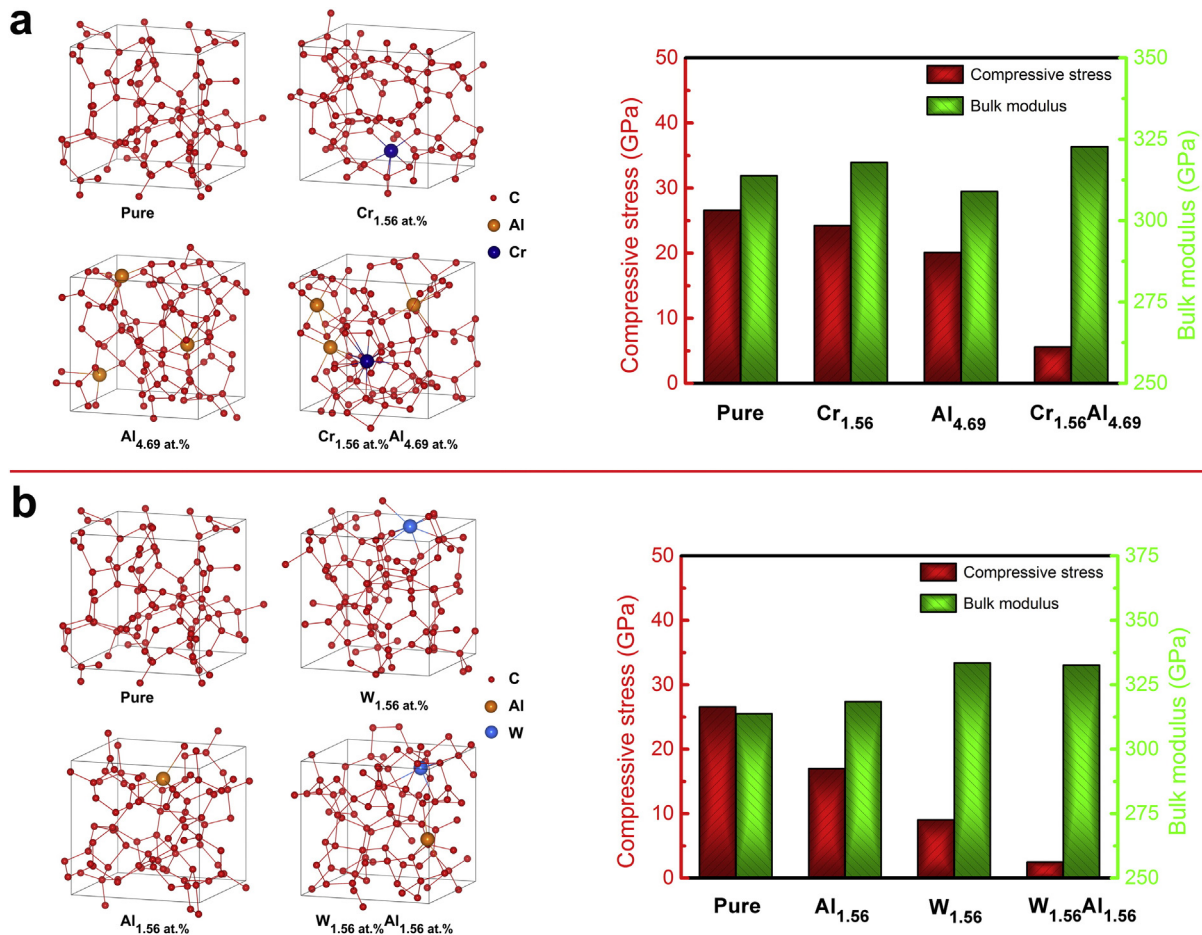 a
Pure
Cr1.56 at.%
C
Al
Cr
Al4.69 at.%
Cr1.56 at.%Al4.69 at.%
Compressive stress (GPa)
50
40
30
20
10
0
Compressive stress
Bulk modulus
350
325
300
275
250
Bulk modulus (GPa)
Pure
Cr1.56
Al4.69
Cr1.56Al4.69
b
Pure
W1.56 at.%
C
Al
W
Al1.56 at.%
W1.56 at.%Al1.56 at.%
Compressive stress (GPa)
50
40
30
20
10
0
Compressive stress
Bulk modulus
375
350
325
300
275
250
Bulk modulus (GPa)
Pure
Al1.56
W1.56
W1.56Al1.56